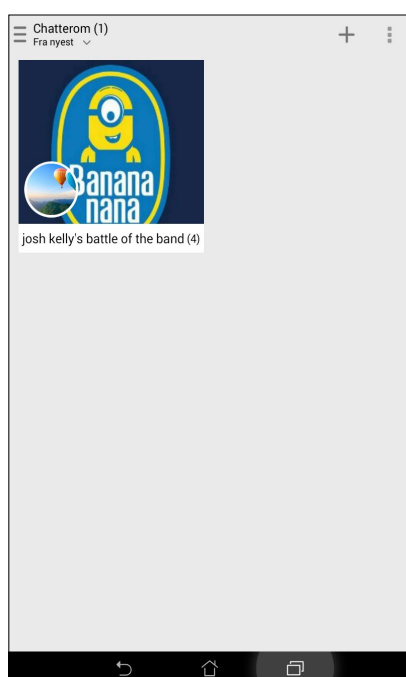 Chatterom (1)
Fra nyest
Banana
nana
josh kelly's battle of the band (4)